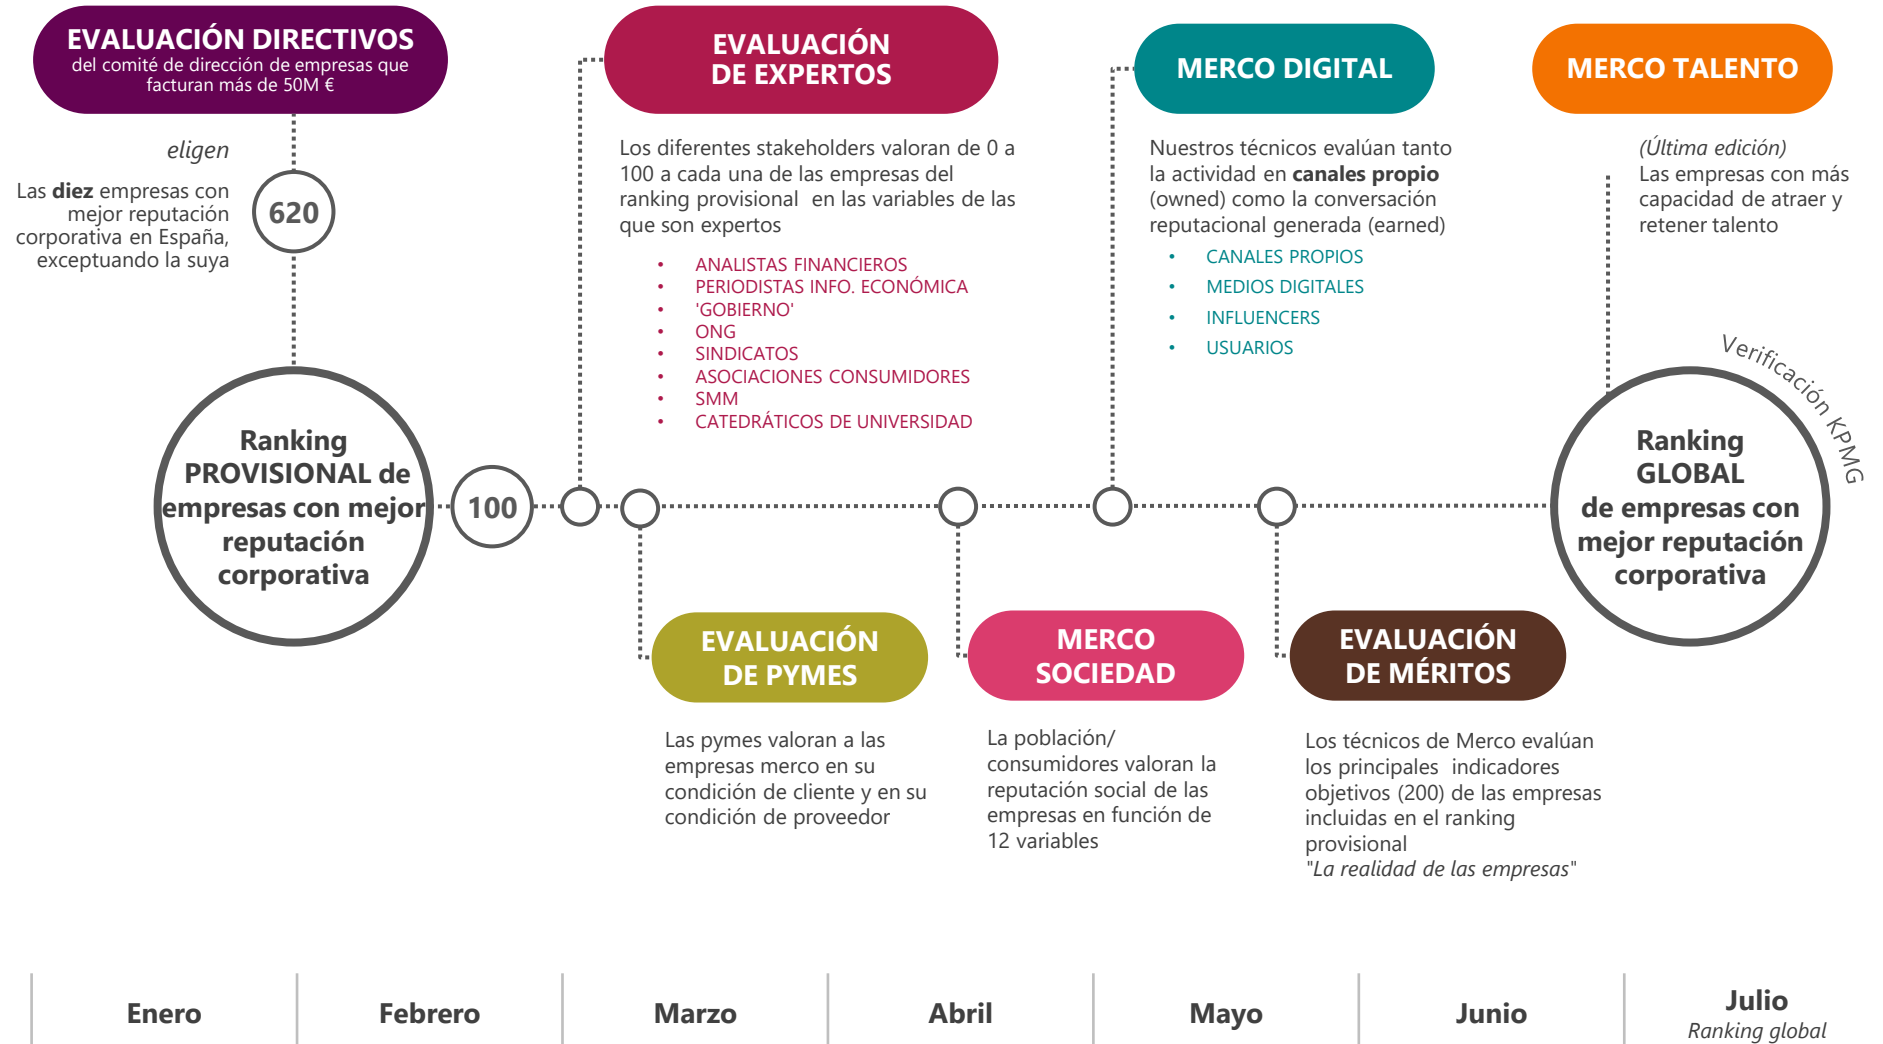 EVALUACIÓN DIRECTIVOS
del comité de dirección de empresas que
facturan más de 50M €
eligen
Las diez empresas con
mejor reputación
corporativa en España,
exceptuando la suya
620
Ranking
PROVISIONAL de
empresas con mejor
reputación
corporativa
100
EVALUACIÓN
DE EXPERTOS
Los diferentes stakeholders valoran de 0 a
100 a cada una de las empresas del
ranking provisional en las variables de las
que son expertos
• ANALISTAS FINANCIEROS
• PERIODISTAS INFO. ECONÓMICA
• 'GOBIERNO'
• ONG
• SINDICATOS
• ASOCIACIONES CONSUMIDORES
• SMM
• CATEDRÁTICOS DE UNIVERSIDAD
MERCO DIGITAL
Nuestros técnicos evalúan tanto
la actividad en canales propio
(owned) como la conversación
reputacional generada (earned)
• CANALES PROPIOS
• MEDIOS DIGITALES
• INFLUENCERS
• USUARIOS
MERCO TALENTO
(Última edición)
Las empresas con más
capacidad de atraer y
retener talento
Verificación KPMG
Ranking
GLOBAL
de empresas con
mejor reputación
corporativa
EVALUACIÓN
DE PYMES
Las pymes valoran a las
empresas merco en su
condición de cliente y en su
condición de proveedor
MERCO
SOCIEDAD
La población/
consumidores valoran la
reputación social de las
empresas en función de
12 variables
EVALUACIÓN
DE MÉRITOS
Los técnicos de Merco evalúan
los principales indicadores
objetivos (200) de las empresas
incluidas en el ranking
provisional
"La realidad de las empresas"
Enero
Febrero
Marzo
Abril
Mayo
Junio
Julio
Ranking global